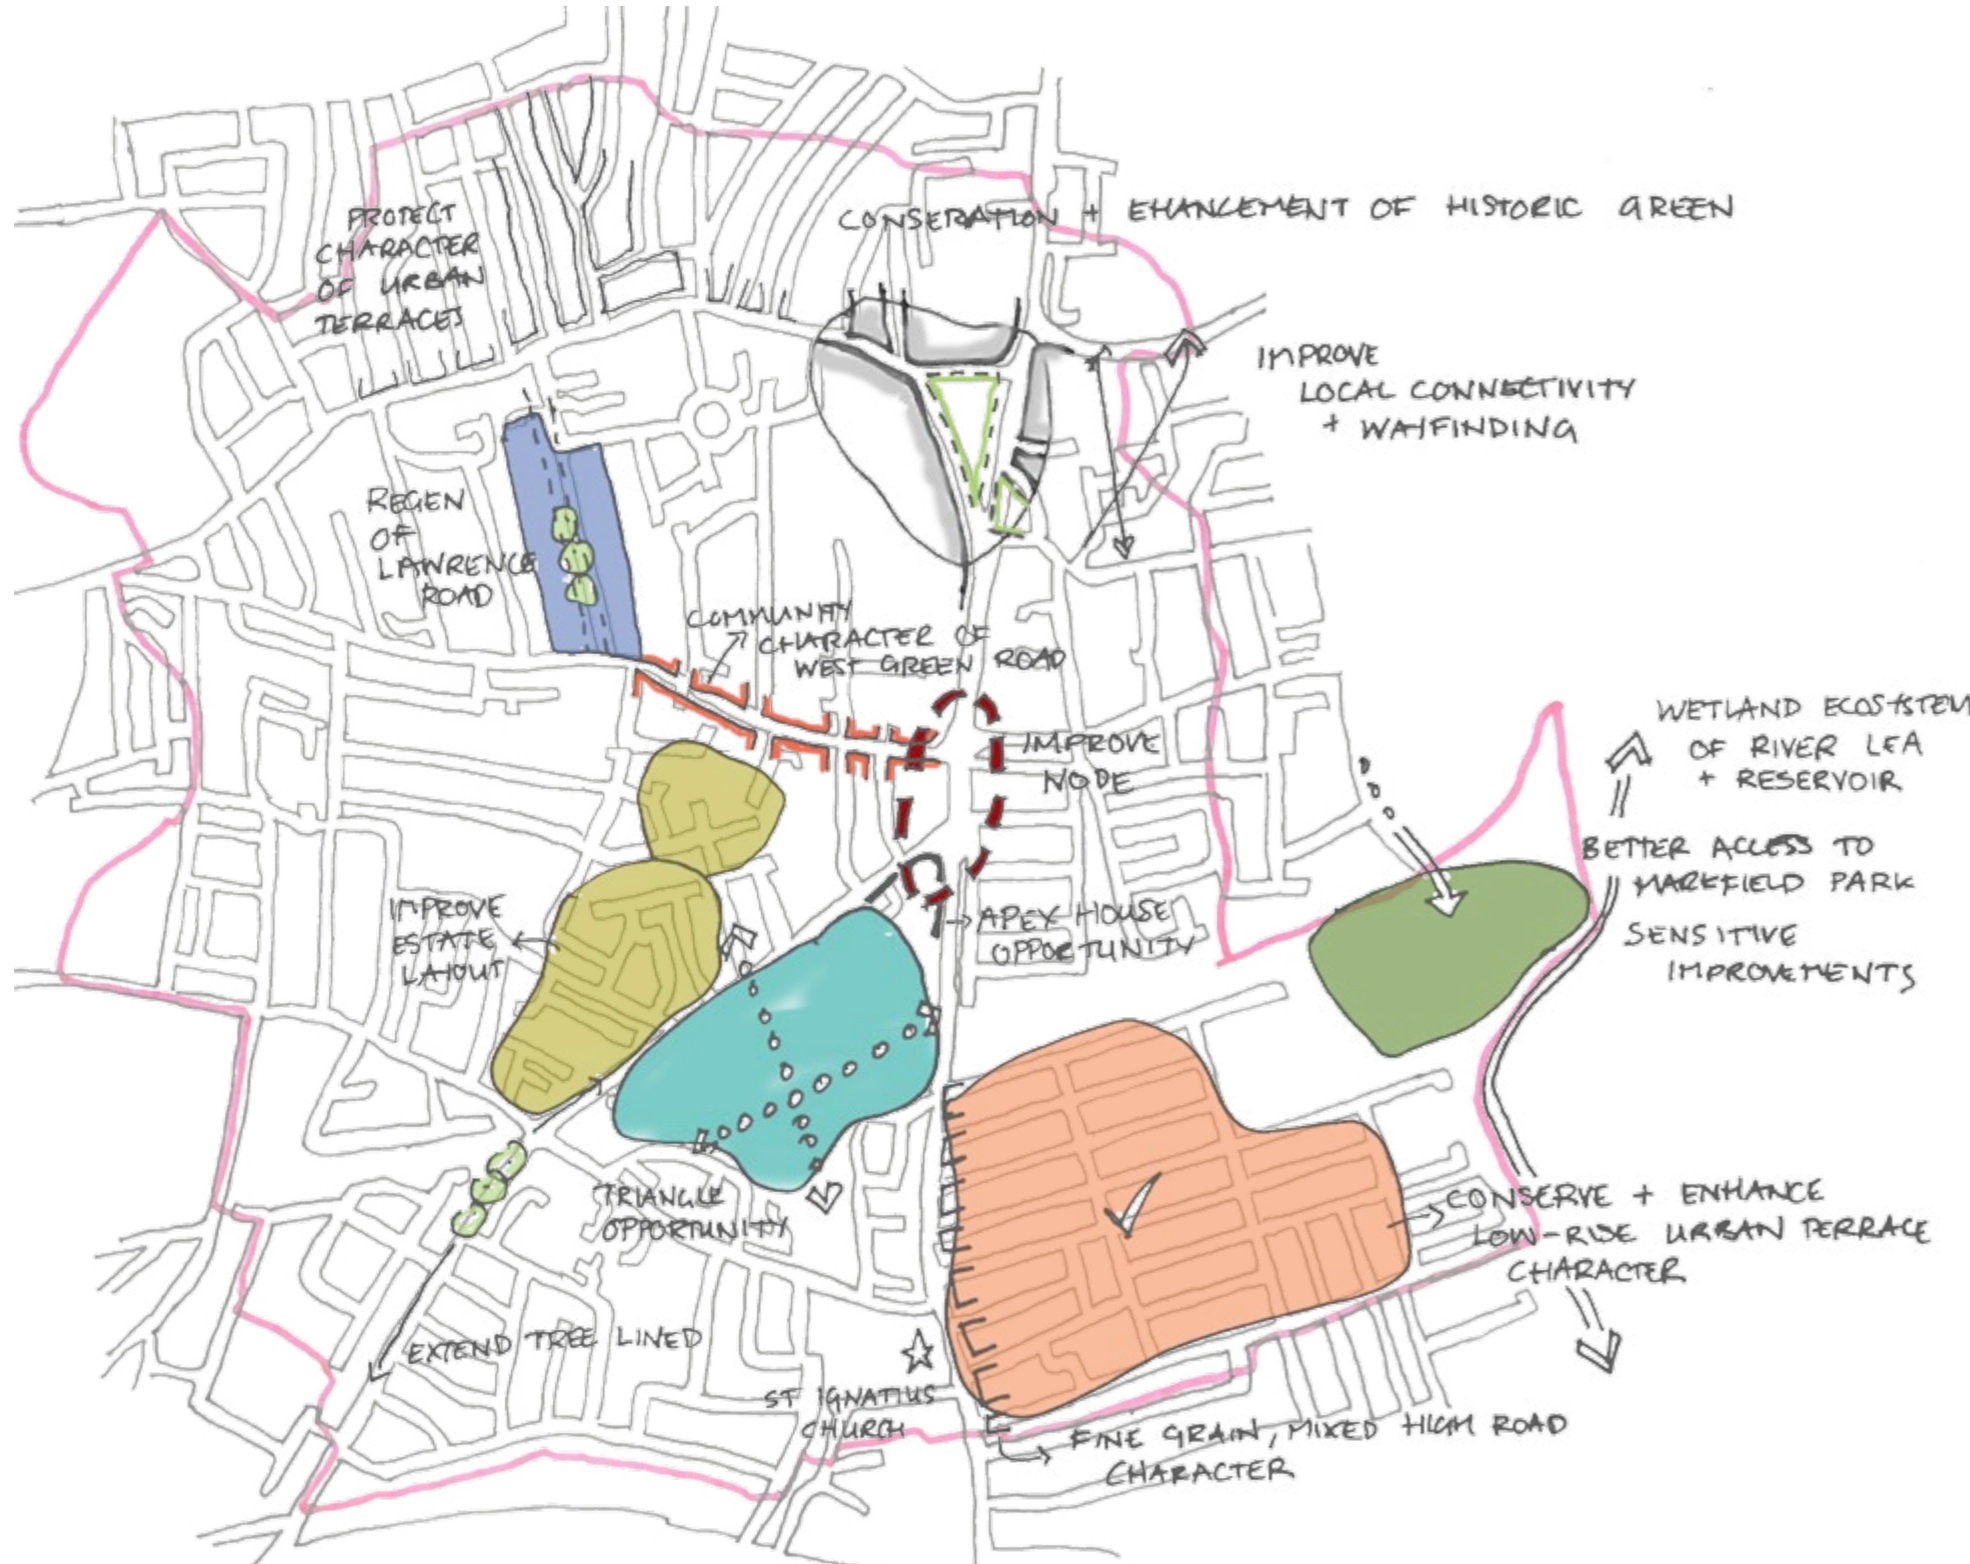 PROTECT
CHARACTER
OF URBAN
TERRACES
CONSERATION + EHANCEMENT OF HISTORIC GREEN
IMPROVE
LOCAL CONNECTIVITY
+ WAYFINDING
REGEN
OF
LAWRENCE
ROAD
COMMUNITY
CHARACTER OF
WEST GREEN ROAD
IMPROVE
NODE
WETLAND ECOSYSTEM
OF RIVER LEA
+ RESERVOIR
BETTER ACCESS TO
MARKFIELD PARK
SENSITIVE
IMPROVEMENTS
IMPROVE
ESTATE
LAYOUT
APEX HOUSE
OPPORTUNITY
TRIANGLE
OPPORTUNITY
CONSERVE + ENHANCE
LOW-RISE URBAN TERRACE
CHARACTER
EXTEND TREE LINED
ST IGNATIUS
CHURCH
FINE GRAIN, MIXED HIGH ROAD
CHARACTER